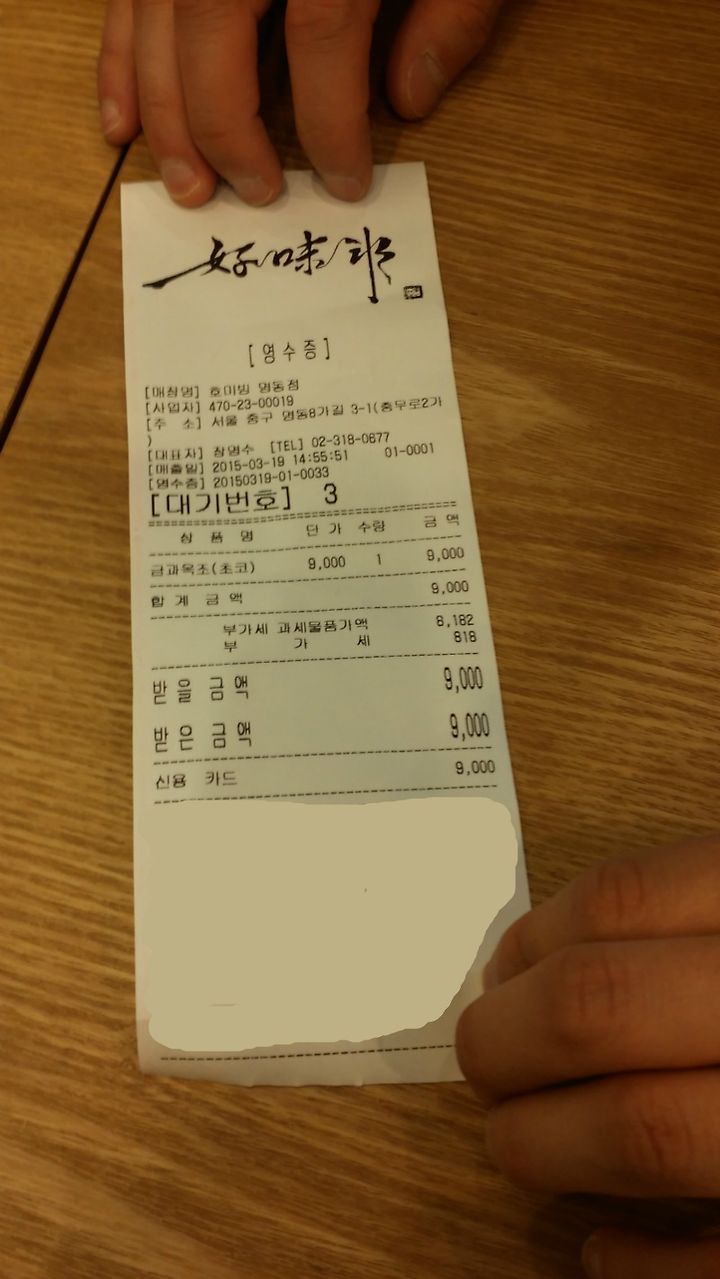 好味
[영수증]
[매장명] 호미빙 명동점
[사업자] 470-23-00019
[주 소] 서울 중구 명동8가길 3-1(충무로2가
)
[대표자] 장영수 [TEL] 02-318-0677
[매출일] 2015-03-19 14:55:51 01-0001
[영수증] 20150319-01-0033
[대기번호] 3
상 품 명 단 가 수량 금 액
금과옥조(초코) 9,000 1 9,000
합 계 금 액 9,000
부가세 과세물품가액 8,182
부 가 세 818
받을 금액 9,000
받은 금액 9,000
신용 카드 9,000